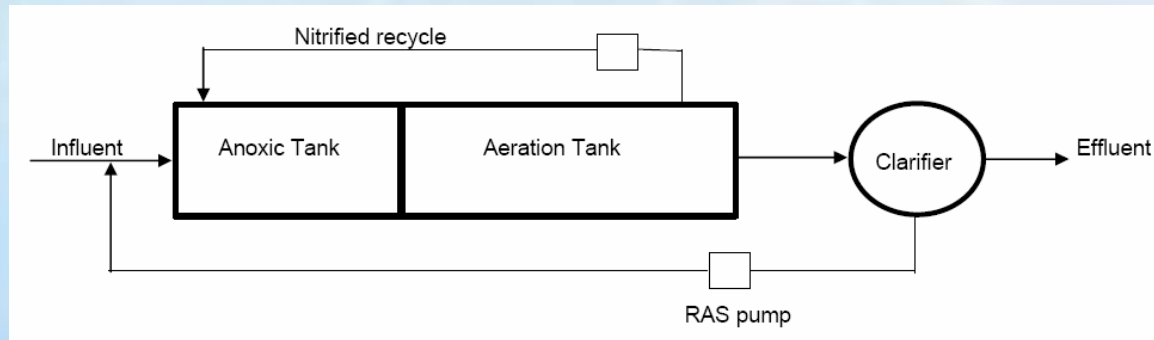 Nitrified recycle
Influent
Anoxic Tank
Aeration Tank
Clarifier
Effluent
RAS pump